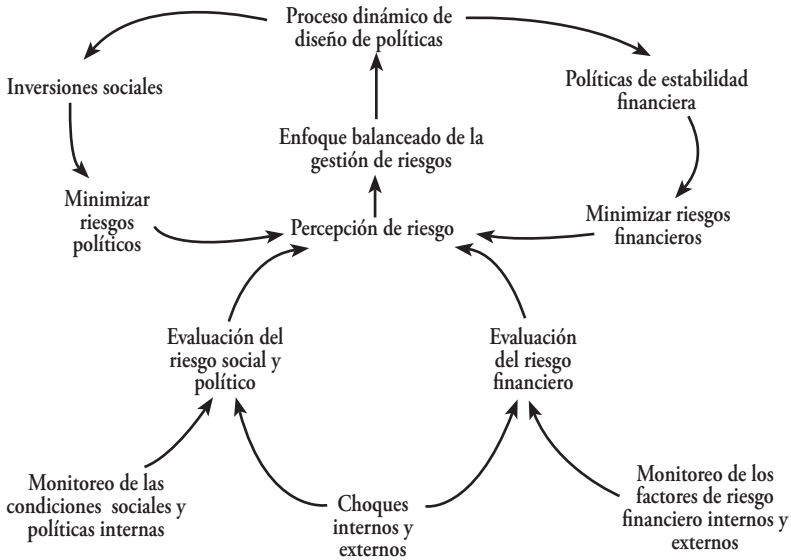 Proceso dinámico de
diseño de políticas
Inversiones sociales
Políticas de estabilidad
financiera
Enfoque balanceado de la
gestión de riesgos
Minimizar
riesgos
políticos
Percepción de riesgo
Minimizar riesgos
financieros
Evaluación del
riesgo social y
político
Evaluación
del riesgo
financiero
Monitoreo de las
condiciones sociales y
políticas internas
Choques
internos y
externos
Monitoreo de los
factores de riesgo
financiero internos y
externos